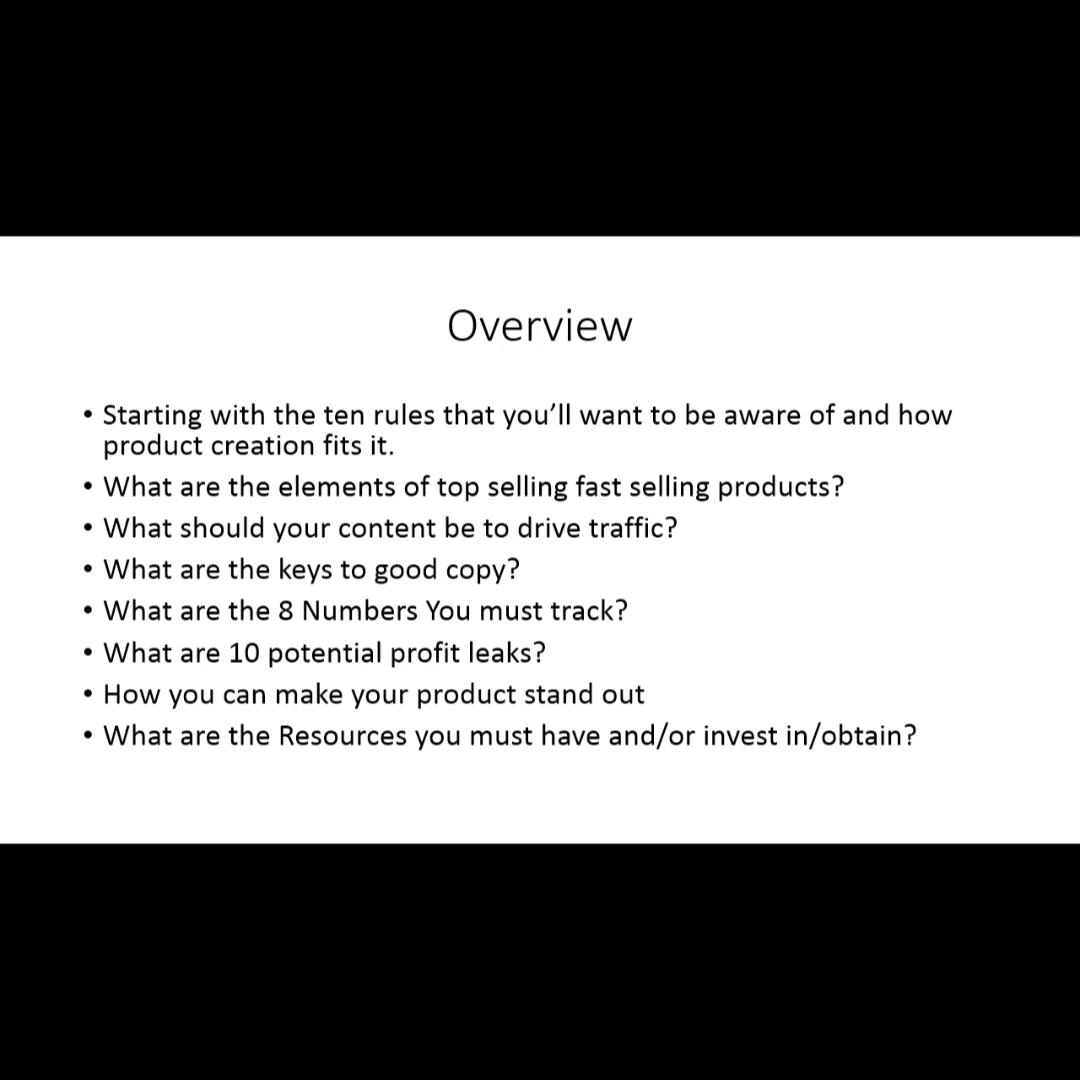 Overview
• Starting with the ten rules that you’ll want to be aware of and how
product creation fits it.
• What are the elements of top selling fast selling products?
• What should your content be to drive traffic?
• What are the keys to good copy?
• What are the 8 Numbers You must track?
• What are 10 potential profit leaks?
• How you can make your product stand out
• What are the Resources you must have and/or invest in/obtain?